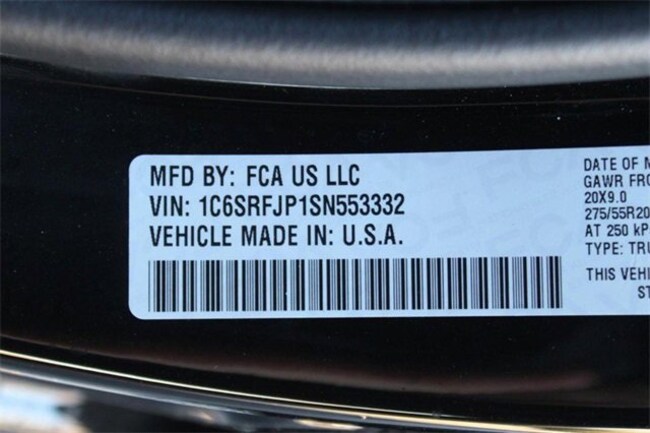 MFD BY: FCA US LLC
VIN: 1C6SRFJP1SN553332
VEHICLE MADE IN: U.S.A.
DATE OF M
GAWR FRO
20X9.0
275/55R20
AT 250 kP
TYPE: TRU
THIS VEHI
ST